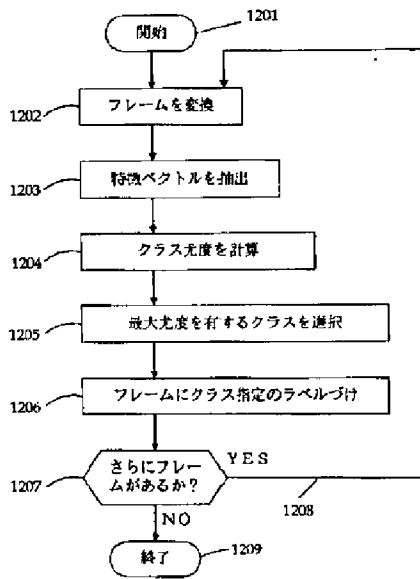 開始
1201
1202
フレームを変換
1203
特徴ベクトルを抽出
1204
クラス尤度を計算
1205
最大尤度を有するクラスを選択
1206
フレームにクラス指定のラベルづけ
1207
さらにフレー
ムがあるか?
YES
1208
NO
終了
1209